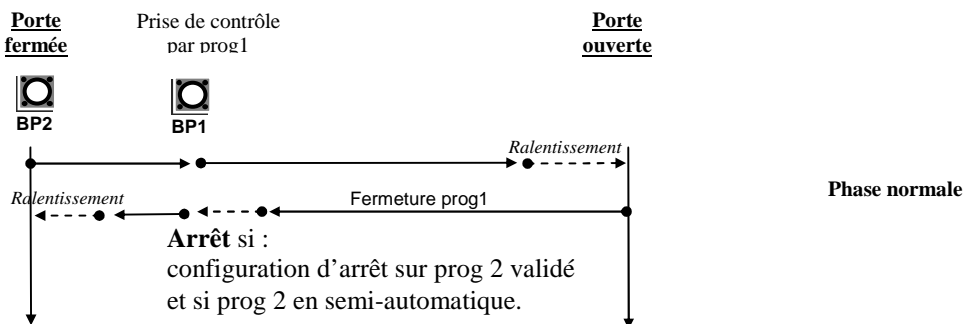 Porte fermée
Prise de contrôle par prog1
Porte ouverte
BP2
BP1
Ralentissement
Ralentissement
Fermeture prog1
Phase normale
Arrêt si :
configuration d'arrêt sur prog 2 validé
et si prog 2 en semi-automatique.